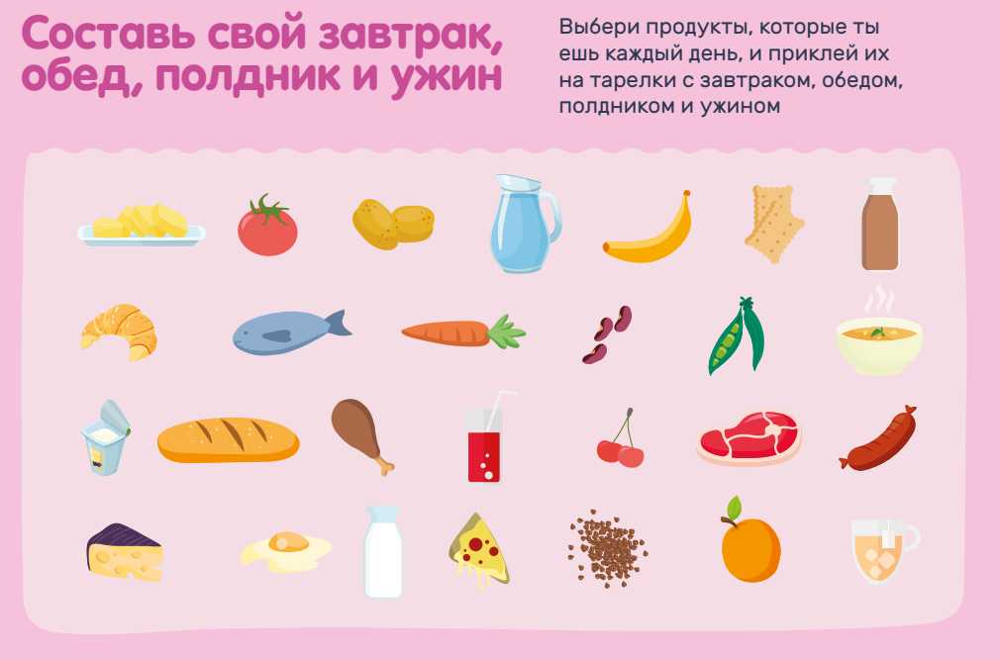 Составь свой завтрак,
обед, полдник и ужин
Выбери продукты, которые ты
ешь каждый день, и приклей их
на тарелки с завтраком, обедом,
полдником и ужином